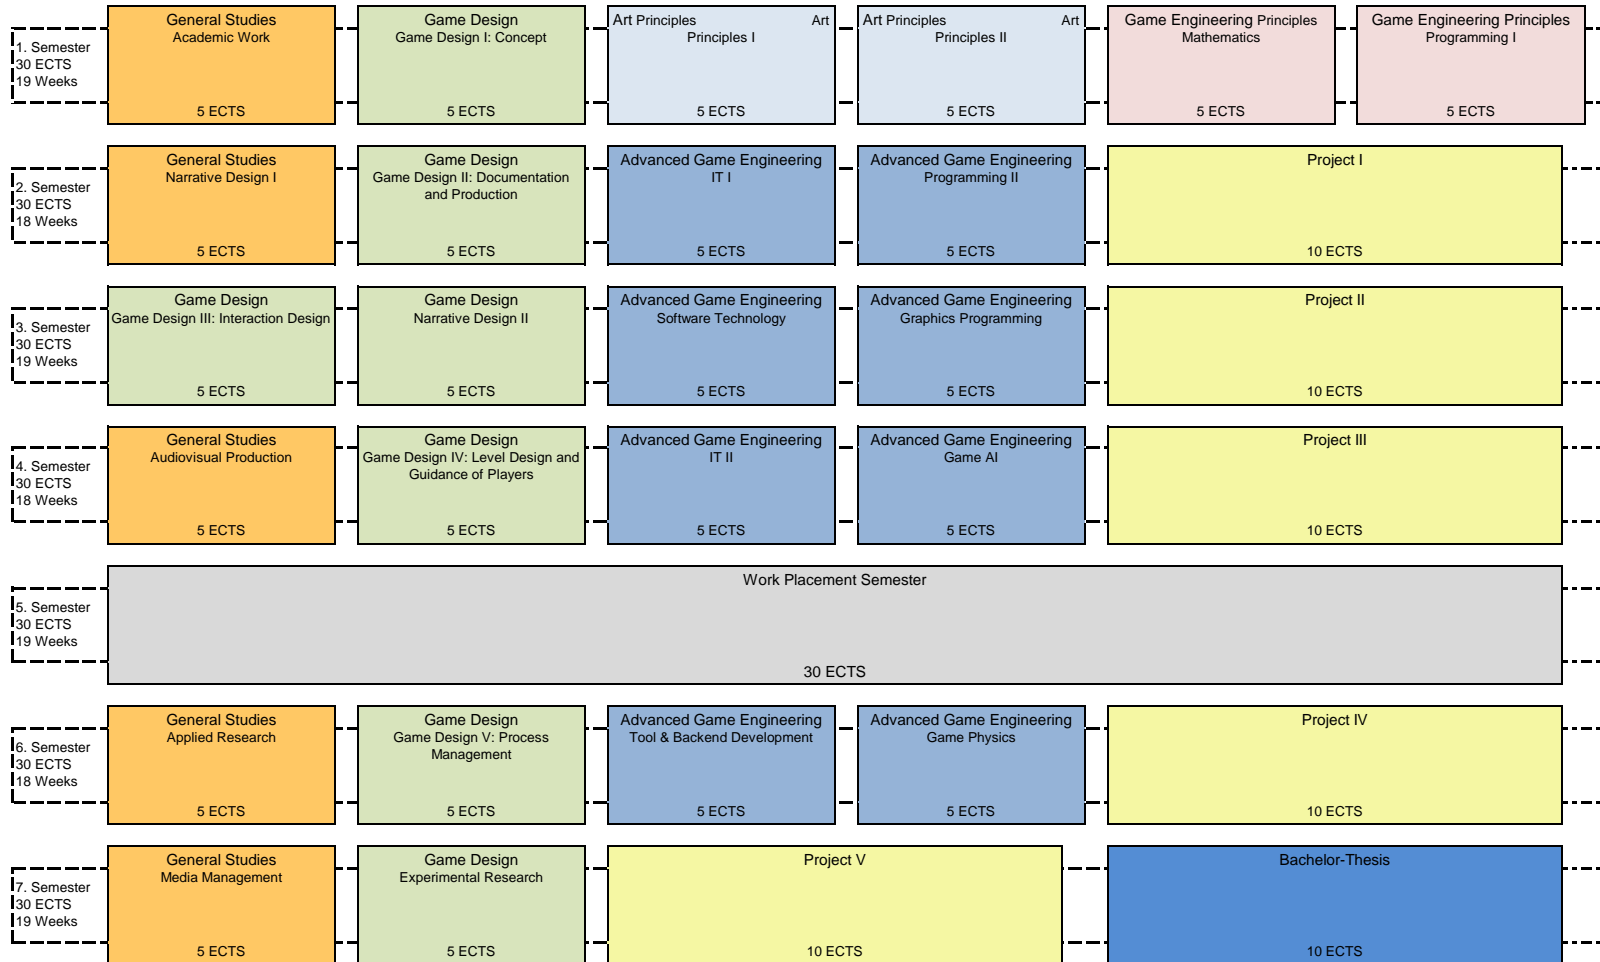 1. Semester
30 ECTS
19 Weeks
General Studies
Academic Work
5 ECTS
Game Design
Game Design I: Concept
5 ECTS
Art Principles Art
Principles I
5 ECTS
Art Principles Art
Principles II
5 ECTS
Game Engineering Principles
Mathematics
5 ECTS
Game Engineering Principles
Programming I
5 ECTS
2. Semester
30 ECTS
18 Weeks
General Studies
Narrative Design I
5 ECTS
Game Design
Game Design II: Documentation
and Production
5 ECTS
Advanced Game Engineering
IT I
5 ECTS
Advanced Game Engineering
Programming II
5 ECTS
Project I
10 ECTS
3. Semester
30 ECTS
19 Weeks
Game Design
Game Design III: Interaction Design
5 ECTS
Game Design
Narrative Design II
5 ECTS
Advanced Game Engineering
Software Technology
5 ECTS
Advanced Game Engineering
Graphics Programming
5 ECTS
Project II
10 ECTS
4. Semester
30 ECTS
18 Weeks
General Studies
Audiovisual Production
5 ECTS
Game Design
Game Design IV: Level Design and
Guidance of Players
5 ECTS
Advanced Game Engineering
IT II
5 ECTS
Advanced Game Engineering
Game AI
5 ECTS
Project III
10 ECTS
5. Semester
30 ECTS
19 Weeks
Work Placement Semester
30 ECTS
6. Semester
30 ECTS
18 Weeks
General Studies
Applied Research
5 ECTS
Game Design
Game Design V: Process
Management
5 ECTS
Advanced Game Engineering
Tool & Backend Development
5 ECTS
Advanced Game Engineering
Game Physics
5 ECTS
Project IV
10 ECTS
7. Semester
30 ECTS
19 Weeks
General Studies
Media Management
5 ECTS
Game Design
Experimental Research
5 ECTS
Project V
10 ECTS
Bachelor-Thesis
10 ECTS